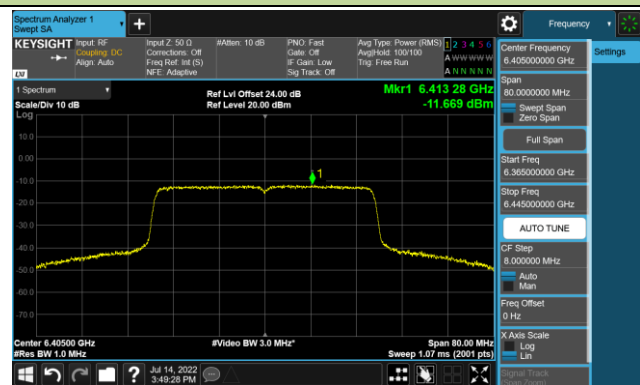 Spectrum Analyzer 1
Swept SA
+
Frequency
KEYSIGHT
Input: RF
Coupling: DC
Align: Auto
Input Z: 50 Ω
Corrections: Off
Freq Ref: Int (S)
NFE: Adaptive
#Atten: 10 dB
PNO: Fast
Gate: Off
IF Gain: Low
Sig Track: Off
Avg Type: Power (RMS)
Avg|Hold: 100/100
Trig: Free Run
1 2 3 4 5 6
A W W W W W
A N N N N N
LXI
1 Spectrum
Scale/Div 10 dB
Log
Ref Lvl Offset 24.00 dB
Ref Level 20.00 dBm
Mkr1 6.413 28 GHz
-11.669 dBm
10.0
0.00
-10.0
-20.0
-30.0
-40.0
-50.0
-60.0
-70.0
1
Center 6.40500 GHz
#Res BW 1.0 MHz
#Video BW 3.0 MHz*
Span 80.00 MHz
Sweep 1.07 ms (2001 pts)
Center Frequency
6.405000000 GHz
Settings
Span
80.0000000 MHz
Swept Span
Zero Span
Full Span
Start Freq
6.365000000 GHz
Stop Freq
6.445000000 GHz
AUTO TUNE
CF Step
8.000000 MHz
Auto
Man
Freq Offset
0 Hz
X Axis Scale
Log
Lin
Signal Track
(Span Zoom)
?
Jul 14, 2022
3:49:28 PM